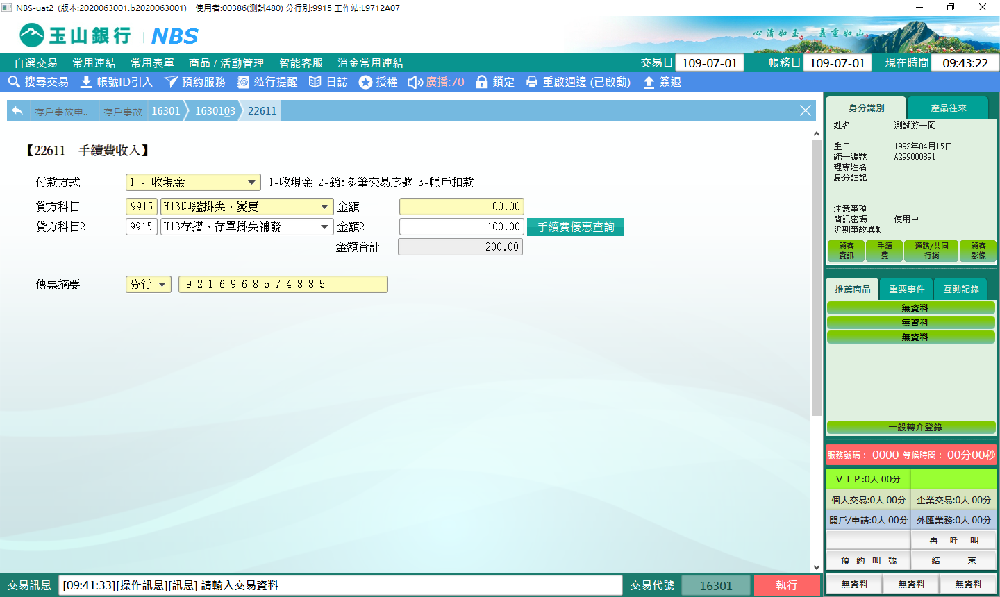 NBS-uat2 (版本:2020063001.b2020063001) 使用者:00386(測試480) 分行別:9915 工作站:L9712A07
玉山銀行 | NBS
心清如玉。 義重如山。
自選交易 常用連結 常用表單 商品 / 活動管理 智能客服 消金常用連結 交易日 109-07-01 帳務日 109-07-01 現在時間 09:43:22
搜尋交易 帳號ID引入 預約服務 蒞行提醒 日誌 授權 廣播:70 鎖定 重啟週邊 (已啟動) 簽退
存戶事故申.. 存戶事故 16301 1630103 22611
【22611 手續費收入】
付款方式 1 - 收現金 1-收現金 2-銷:多筆交易序號 3-帳戶扣款
貸方科目1 9915 H13印鑑掛失、變更 金額1 100.00
貸方科目2 9915 H13存摺、存單掛失補發 金額2 100.00 手續費優惠查詢
金額合計 200.00
傳票摘要 分行 9216968574885
身分識別 產品往來
姓名 測試游一岡
生日 1992年04月15日
統一編號 A299000891
理專姓名
身分註記
注意事項
簡訊密碼 使用中
近期事故異動
顧客資訊 手續費 通路/共同行銷 顧客影像
推薦商品 重要事件 互動記錄
無資料
無資料
無資料
一般轉介登錄
服務號碼： 0000 等候時間： 00分00秒
ＶＩＰ:0人 00分
個人交易:0人 00分 企業交易:0人 00分
開戶/申請:0人 00分 外匯業務:0人 00分
再 呼 叫
預 約 叫 號 結 束
無資料 無資料 無資料
交易訊息 [09:41:33][操作訊息][訊息] 請輸入交易資料 交易代號 16301 執行